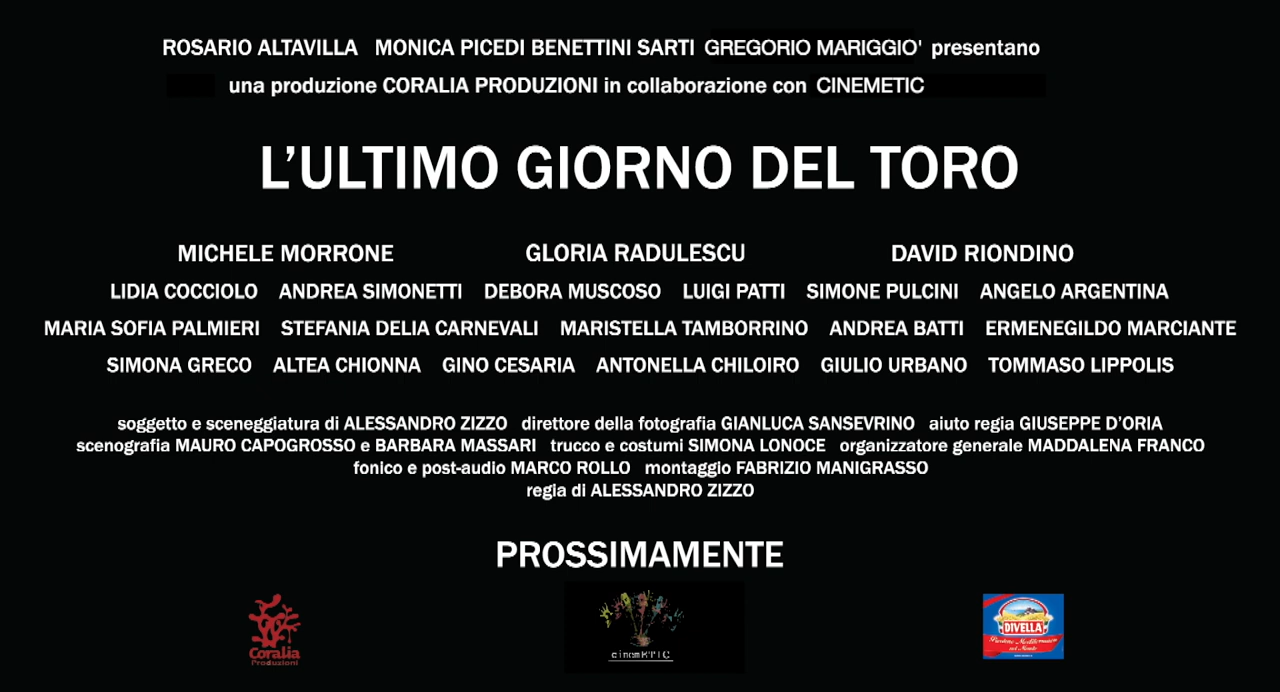 ROSARIO ALTAVILLA MONICA PICEDI BENETTINI SARTI GREGORIO MARIGGIO' presentano
una produzione CORALIA PRODUZIONI in collaborazione con CINEMETIC
L'ULTIMO GIORNO DEL TORO
MICHELE MORRONE GLORIA RADULESCU DAVID RIONDINO
LIDIA COCCIOLO ANDREA SIMONETTI DEBORA MUSCOSO LUIGI PATTI SIMONE PULCINI ANGELO ARGENTINA
MARIA SOFIA PALMIERI STEFANIA DELIA CARNEVALI MARISTELLA TAMBORRINO ANDREA BATTI ERMENEGILDO MARCIANTE
SIMONA GRECO ALTEA CHIONNA GINO CESARIA ANTONELLA CHILOIRO GIULIO URBANO TOMMASO LIPPOLIS
soggetto e sceneggiatura di ALESSANDRO ZIZZO direttore della fotografia GIANLUCA SANSEVRINO aiuto regia GIUSEPPE D'ORIA
scenografia MAURO CAPOGROSSO e BARBARA MASSARI trucco e costumi SIMONA LONOCE organizzatore generale MADDALENA FRANCO
fonico e post-audio MARCO ROLLO montaggio FABRIZIO MANIGRASSO
regia di ALESSANDRO ZIZZO
PROSSIMAMENTE
Coralia
Produzioni
cinemETIC
DIVELLA
nel Mondo